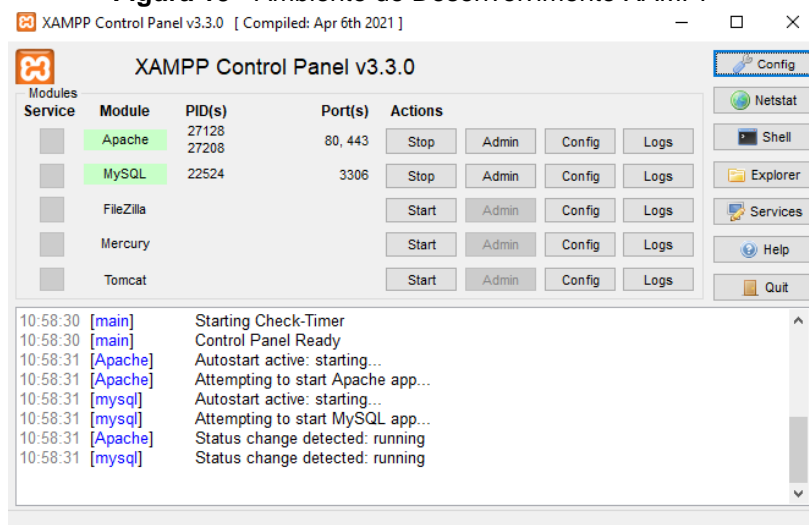 XAMPP Control Panel v3.3.0 [ Compiled: Apr 6th 2021 ]
XAMPP Control Panel v3.3.0
Config
Modules
Service Module PID(s) Port(s) Actions
Netstat
Apache 27128 27208 80, 443 Stop Admin Config Logs
Shell
MySQL 22524 3306 Stop Admin Config Logs
Explorer
FileZilla Start Admin Config Logs
Services
Mercury Start Admin Config Logs
Help
Tomcat Start Admin Config Logs
Quit
10:58:30 [main] Starting Check-Timer
10:58:30 [main] Control Panel Ready
10:58:31 [Apache] Autostart active: starting...
10:58:31 [Apache] Attempting to start Apache app...
10:58:31 [mysql] Autostart active: starting...
10:58:31 [mysql] Attempting to start MySQL app...
10:58:31 [Apache] Status change detected: running
10:58:31 [mysql] Status change detected: running